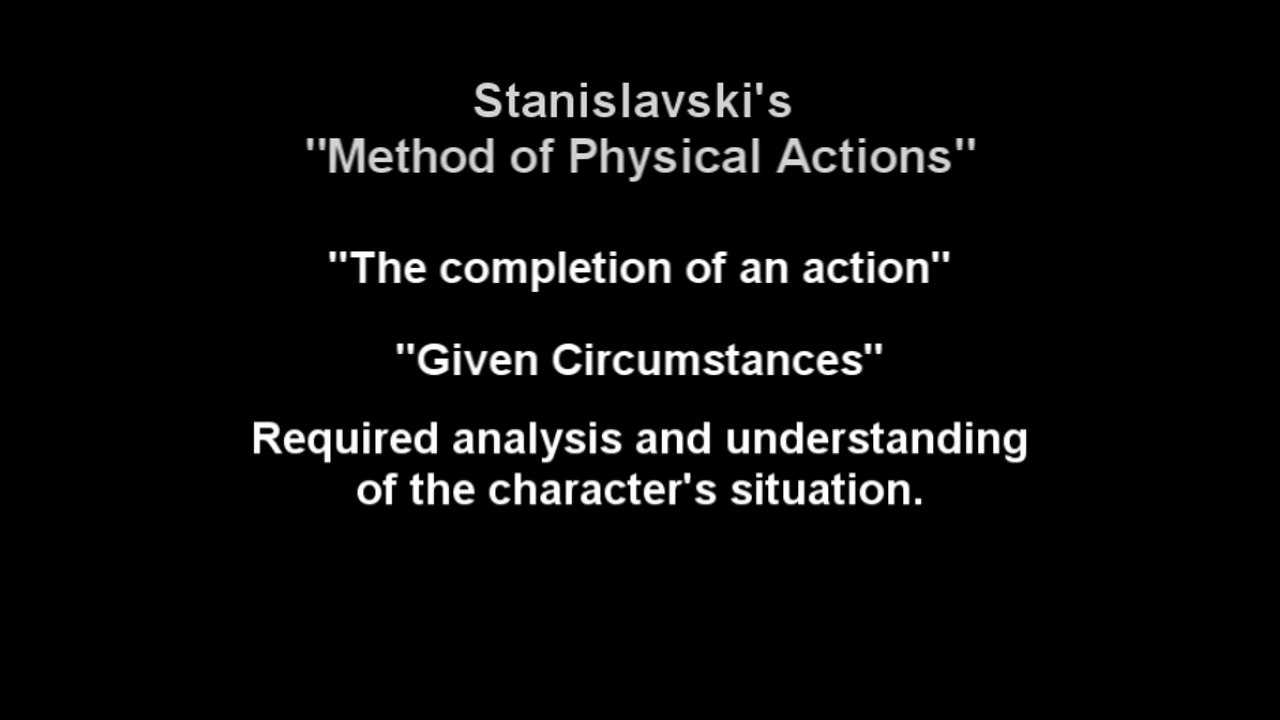 Stanislavski's
"Method of Physical Actions"
"The completion of an action"
"Given Circumstances"
Required analysis and understanding
of the character's situation.